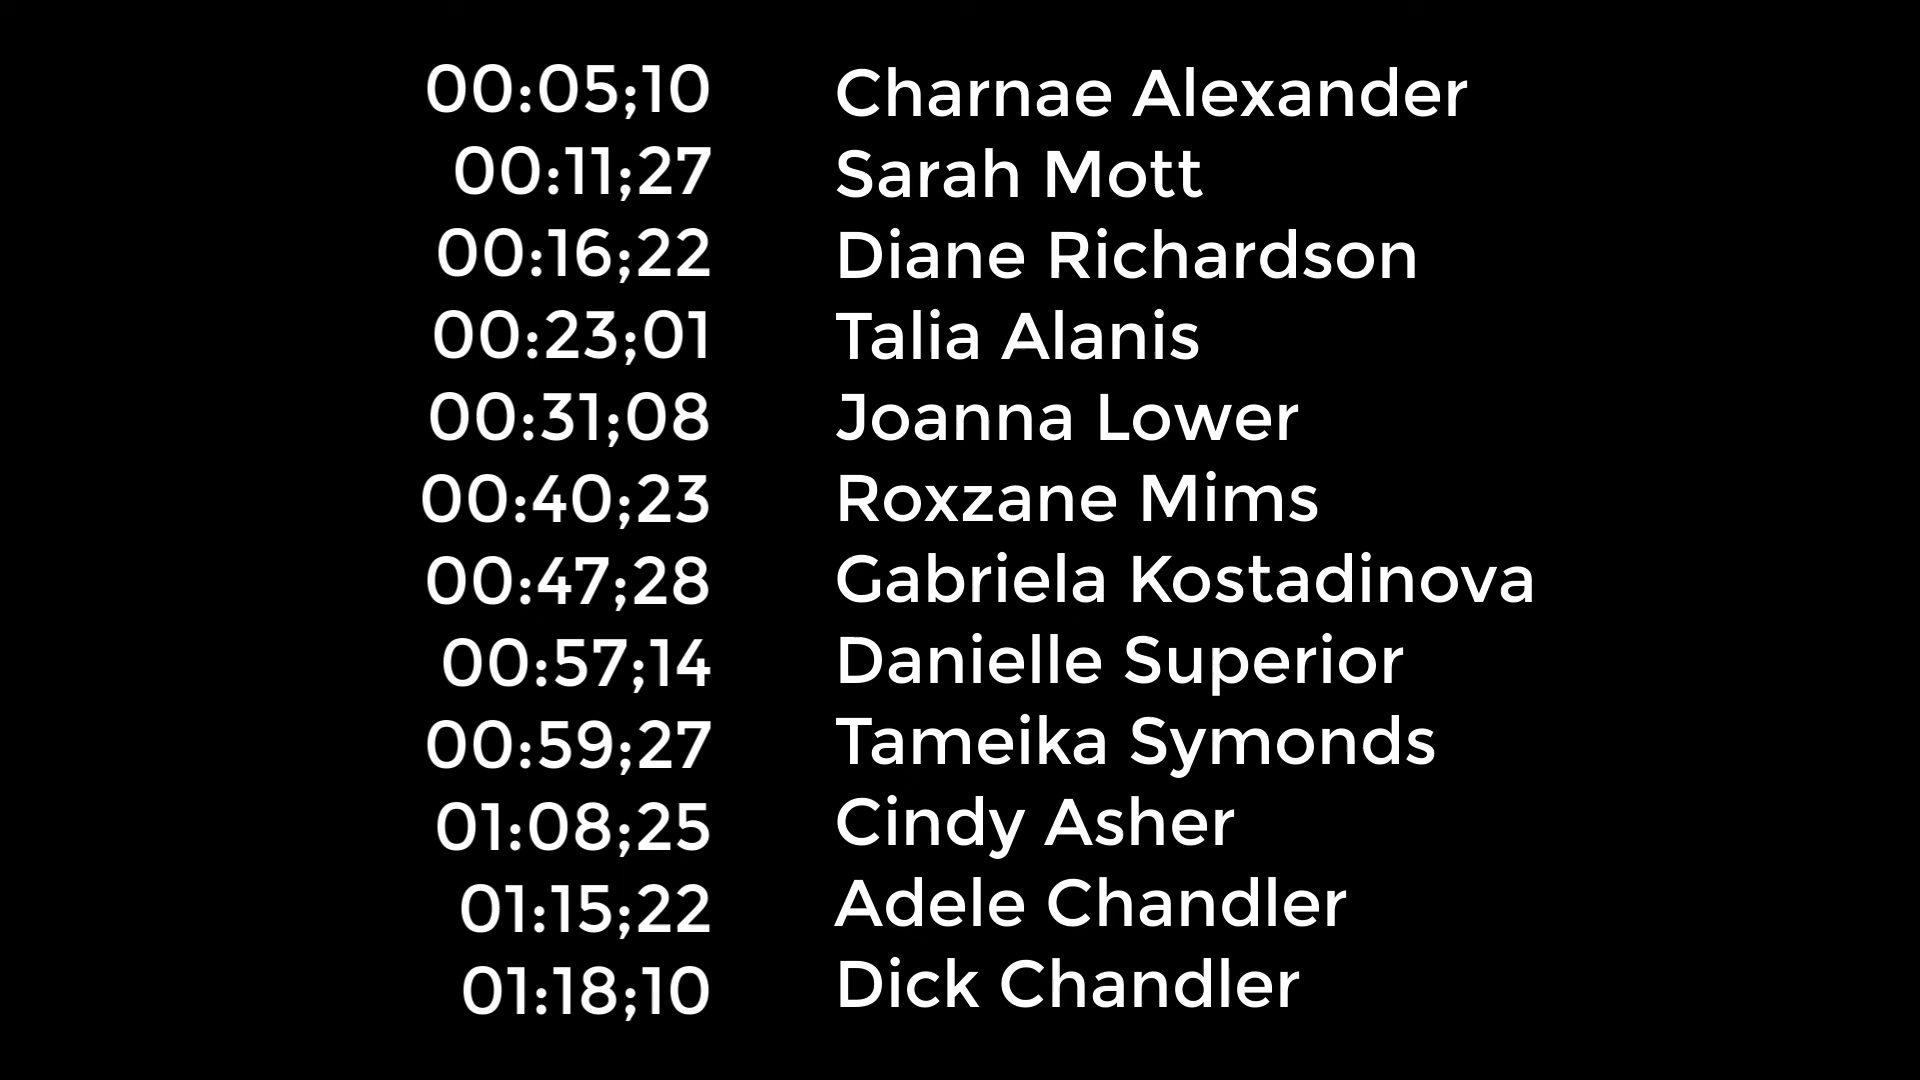 00:05;10 Charnae Alexander
00:11;27 Sarah Mott
00:16;22 Diane Richardson
00:23;01 Talia Alanis
00:31;08 Joanna Lower
00:40;23 Roxzane Mims
00:47;28 Gabriela Kostadinova
00:57;14 Danielle Superior
00:59;27 Tameika Symonds
01:08;25 Cindy Asher
01:15;22 Adele Chandler
01:18;10 Dick Chandler